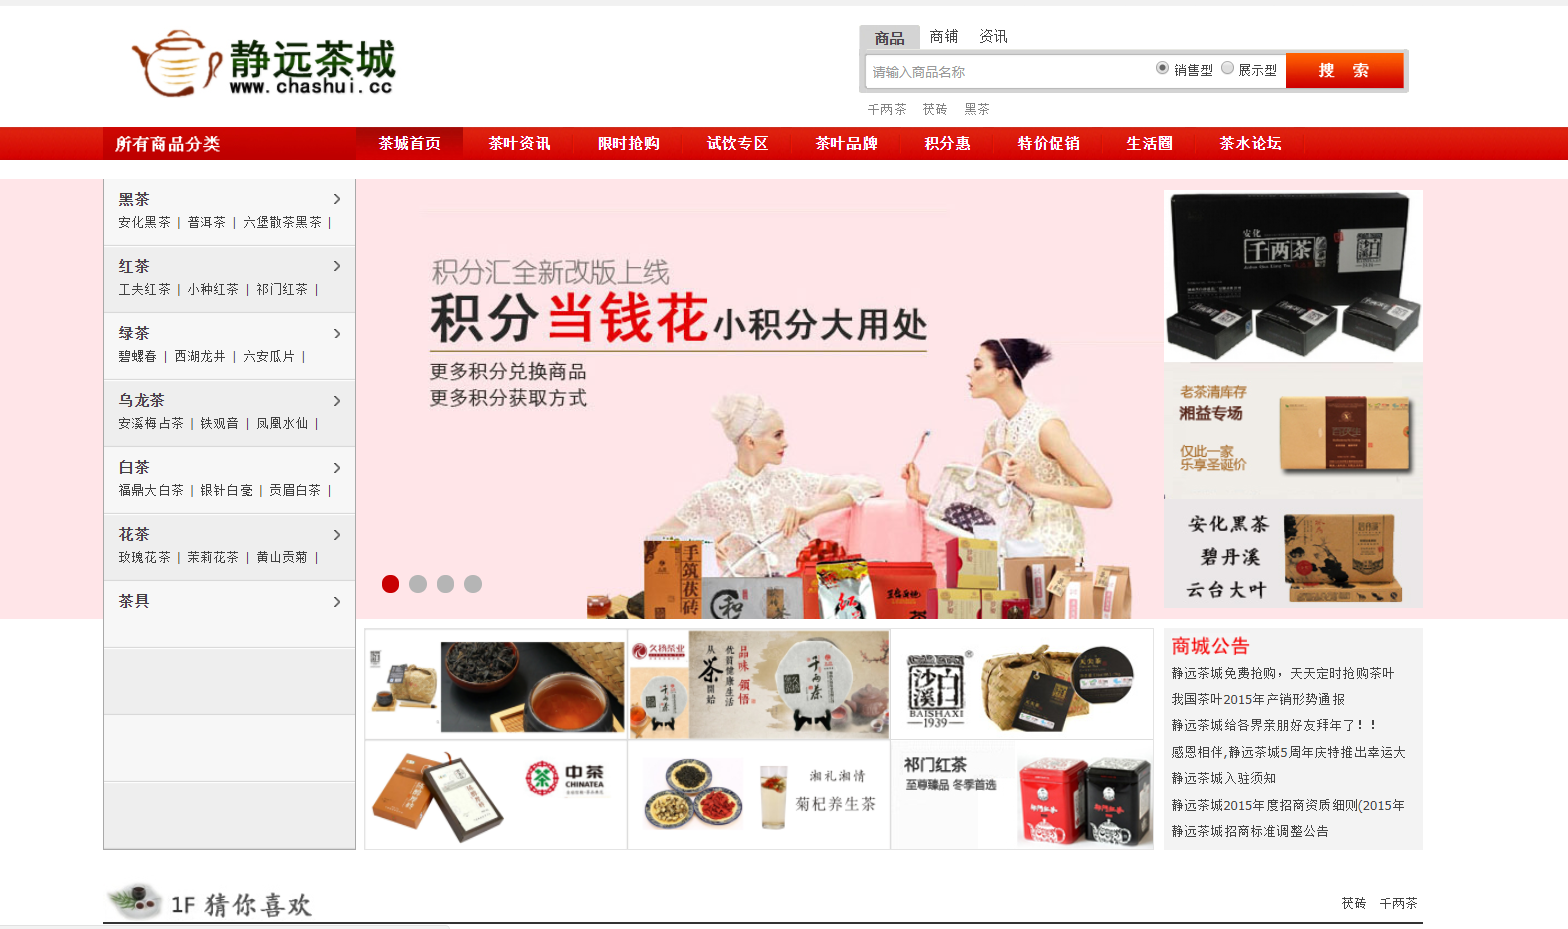 静远茶城
www.chashui.cc
商品 商铺 资讯
请输入商品名称 销售型 展示型 搜 索
千两茶 茯砖 黑茶
所有商品分类 茶城首页 茶叶资讯 限时抢购 试饮专区 茶叶品牌 积分惠 特价促销 生活圈 茶水论坛
黑茶
安化黑茶 | 普洱茶 | 六堡散茶黑茶 |
红茶
工夫红茶 | 小种红茶 | 祁门红茶 |
绿茶
碧螺春 | 西湖龙井 | 六安瓜片 |
乌龙茶
安溪梅占茶 | 铁观音 | 凤凰水仙 |
白茶
福鼎大白茶 | 银针白毫 | 贡眉白茶 |
花茶
玫瑰花茶 | 茉莉花茶 | 黄山贡菊 |
茶具
积分汇全新改版上线
积分当钱花小积分大用处
更多积分兑换商品
更多积分获取方式
手筑茯砖
和
安化
千两茶
白沙溪
老茶清库存
湘益专场
仅此一家
乐享圣诞价
安化黑茶
碧丹溪
云台大叶
久扬茶业
从茶開始
优質健康生活
品味 领悟
千两茶
白沙溪
BAISHAXI
1939
天尖茶
中茶
CHINATEA
湘礼湘情
菊杞养生茶
祁门红茶
至尊臻品 冬季首选
商城公告
静远茶城免费抢购，天天定时抢购茶叶
我国茶叶2015年产销形势通报
静远茶城给各界亲朋好友拜年了！！
感恩相伴,静远茶城5周年庆特推出幸运大
静远茶城入驻须知
静远茶城2015年度招商资质细则(2015年
静远茶城招商标准调整公告
1F 猜你喜欢
茯砖 千两茶